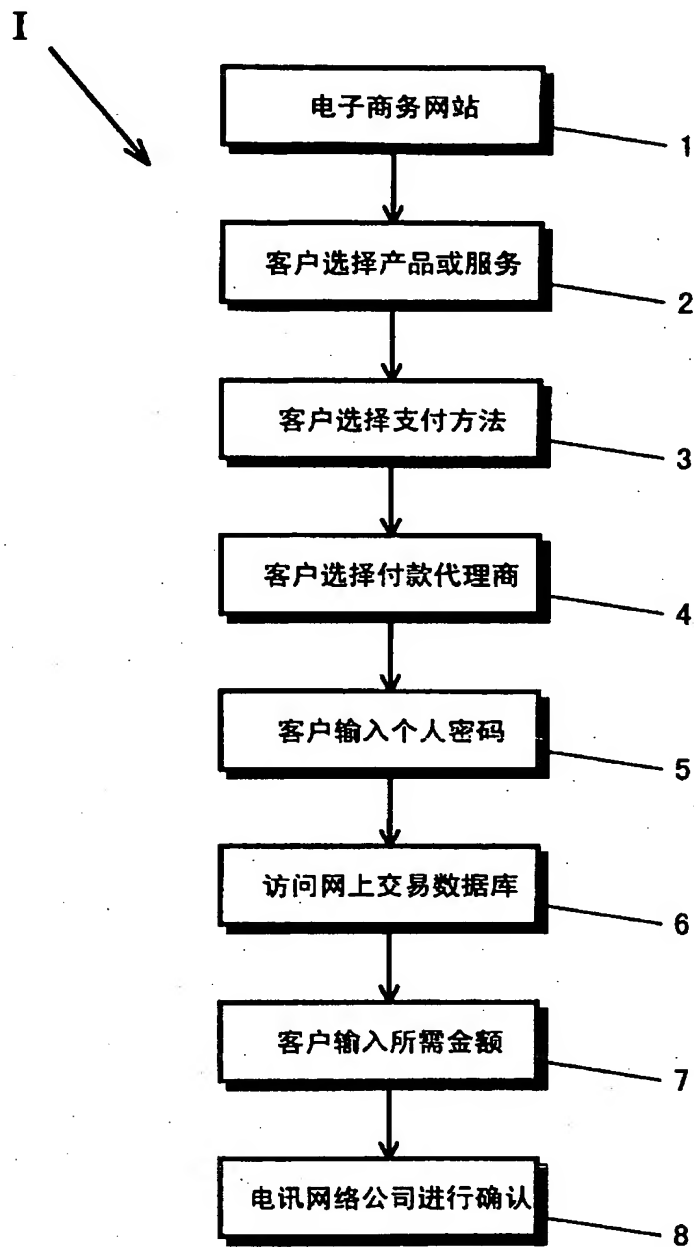 I
电子商务网站
1
客户选择产品或服务
2
客户选择支付方法
3
客户选择付款代理商
4
客户输入个人密码
5
访问网上交易数据库
6
客户输入所需金额
7
电讯网络公司进行确认
8